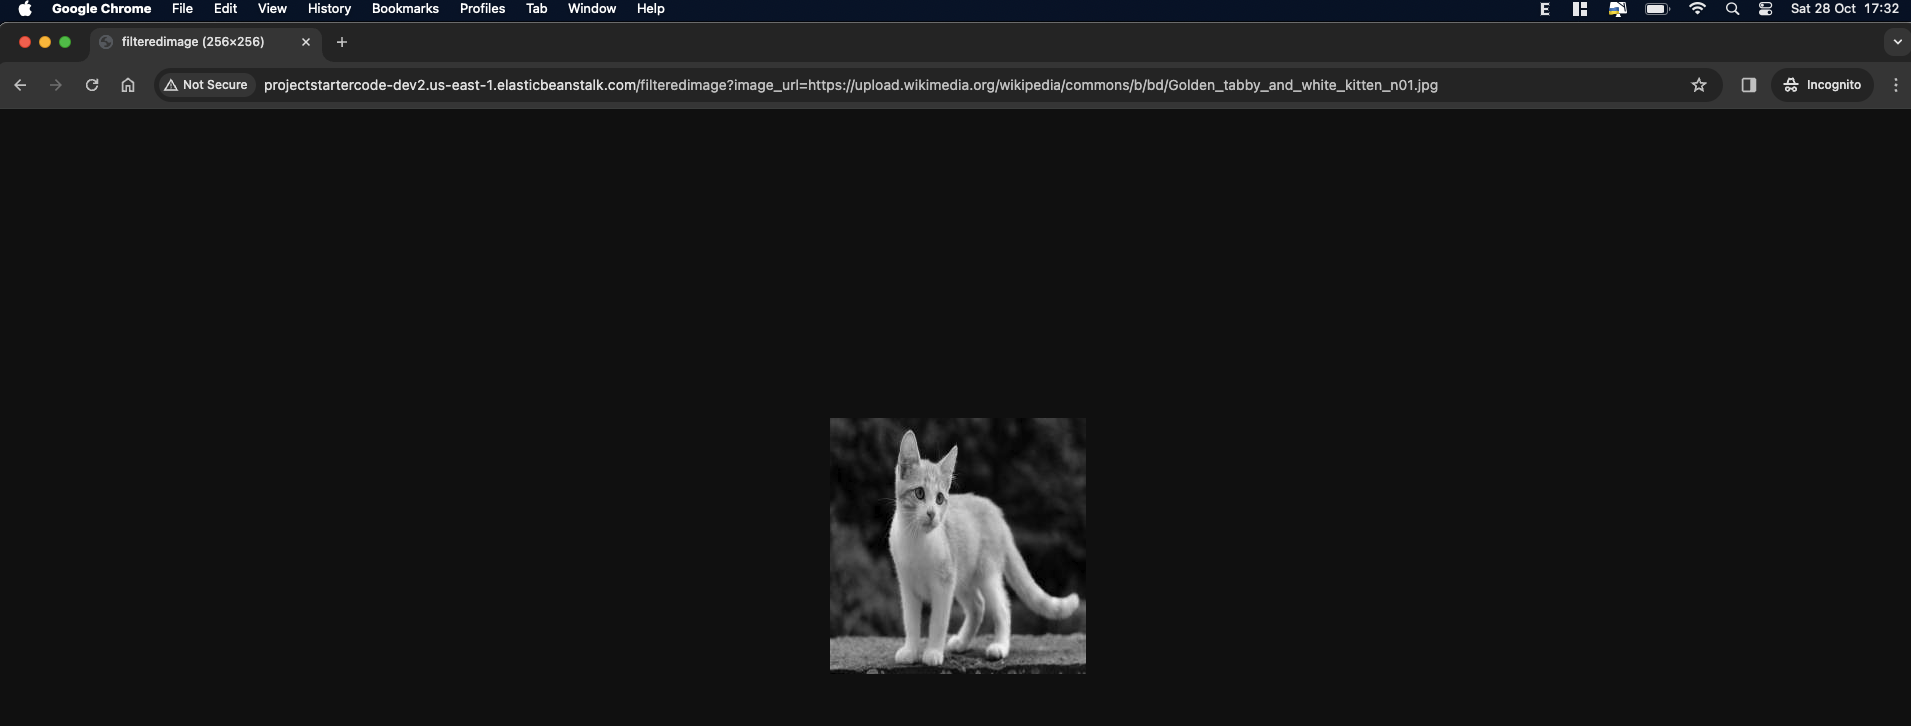 Google Chrome File Edit View History Bookmarks Profiles Tab Window Help E Sat 28 Oct 17:32
filteredimage (256×256)
Not Secure projectstartercode-dev2.us-east-1.elasticbeanstalk.com/filteredimage?image_url=https://upload.wikimedia.org/wikipedia/commons/b/bd/Golden_tabby_and_white_kitten_n01.jpg Incognito